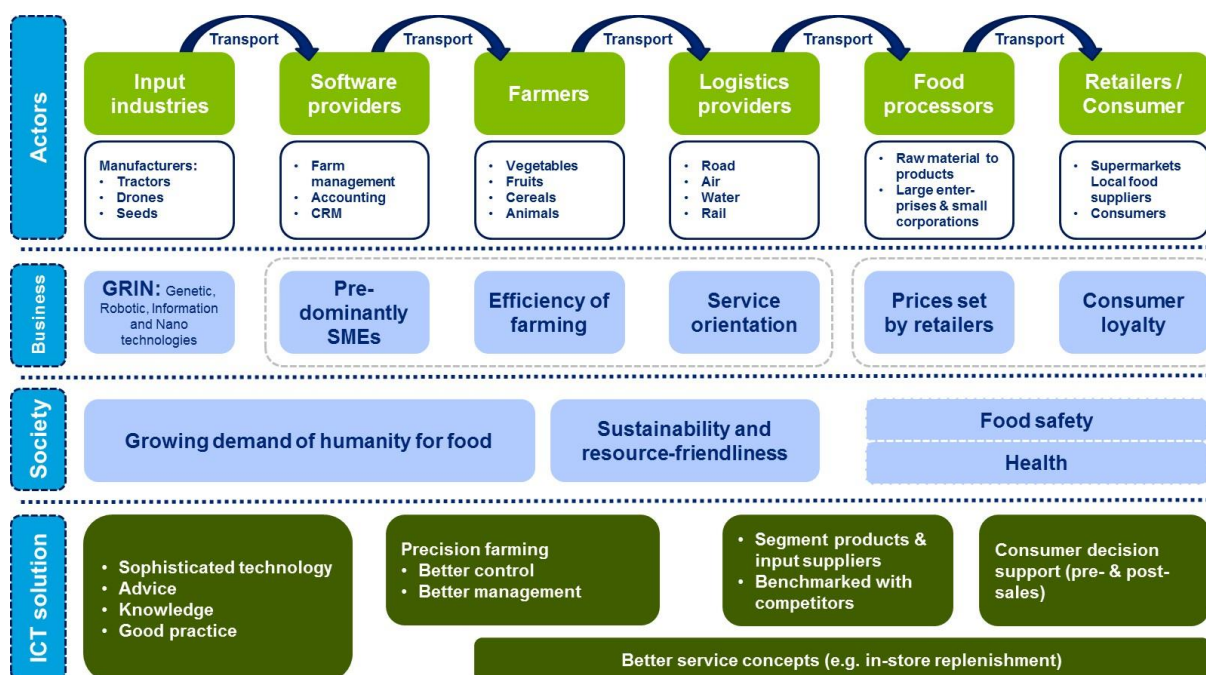 Actors
Transport
Transport
Transport
Transport
Transport
Input
industries
Software
providers
Farmers
Logistics
providers
Food
processors
Retailers /
Consumer
Manufacturers:
• Tractors
• Drones
• Seeds
• Farm
management
• Accounting
• CRM
• Vegetables
• Fruits
• Cereals
• Animals
• Road
• Air
• Water
• Rail
• Raw material to
products
• Large enter-
prises & small
corporations
• Supermarkets
Local food
suppliers
• Consumers
Business
GRIN: Genetic,
Robotic, Information
and Nano
technologies
Pre-
dominantly
SMEs
Efficiency of
farming
Service
orientation
Prices set
by retailers
Consumer
loyalty
Society
Growing demand of humanity for food
Sustainability and
resource-friendliness
Food safety
Health
ICT solution
• Sophisticated technology
• Advice
• Knowledge
• Good practice
Precision farming
• Better control
• Better management
• Segment products &
input suppliers
• Benchmarked with
competitors
Consumer decision
support (pre- & post-
sales)
Better service concepts (e.g. in-store replenishment)